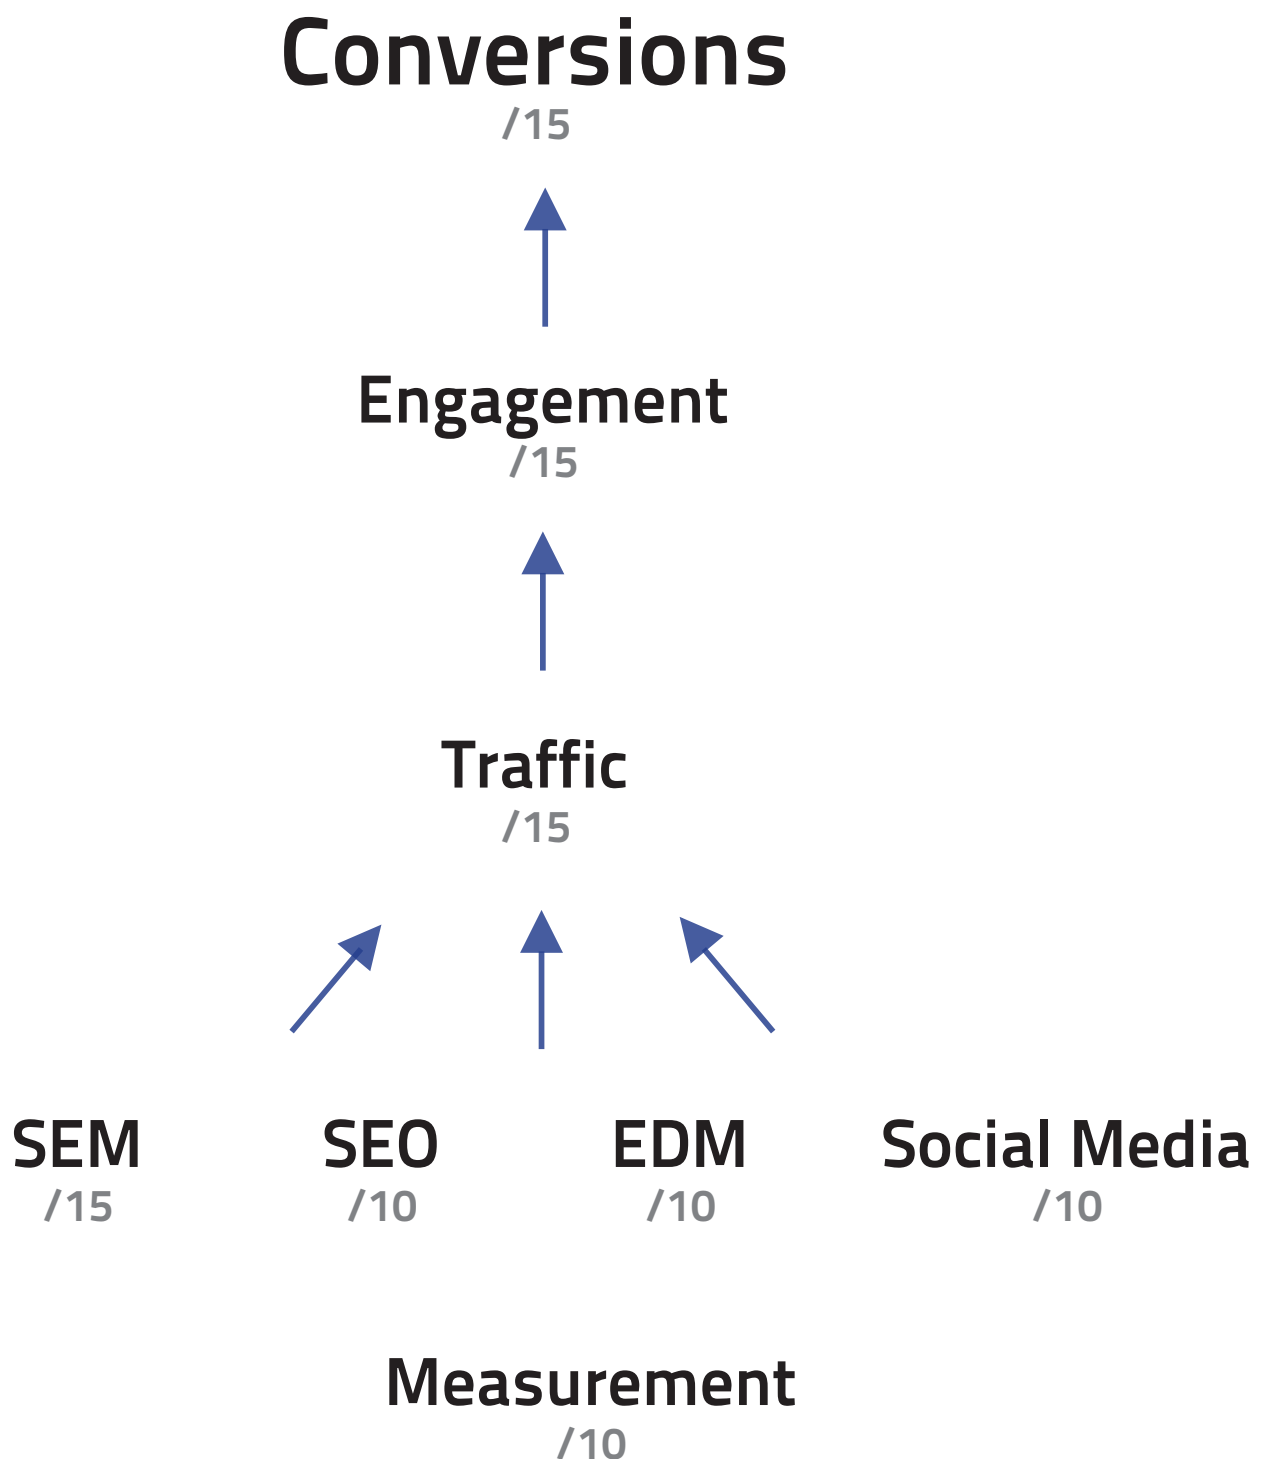 Conversions
/15
Engagement
/15
Traffic
/15
SEM SEO EDM Social Media
/15 /10 /10 /10
Measurement
/10